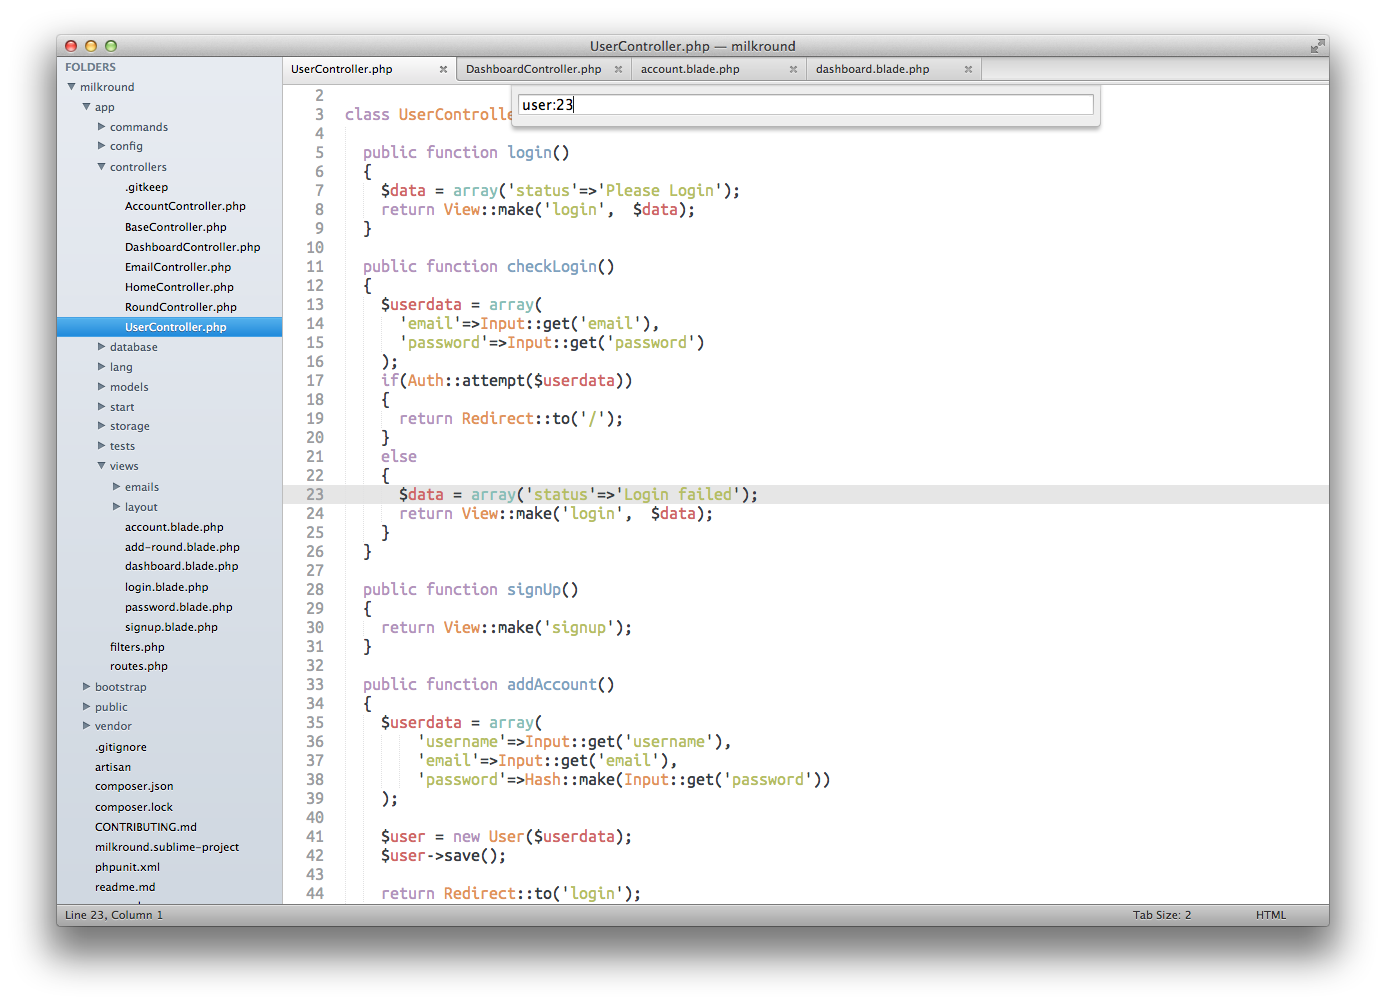 UserController.php — milkround
FOLDERS
milkround
app
commands
config
controllers
.gitkeep
AccountController.php
BaseController.php
DashboardController.php
EmailController.php
HomeController.php
RoundController.php
UserController.php
database
lang
models
start
storage
tests
views
emails
layout
account.blade.php
add-round.blade.php
dashboard.blade.php
login.blade.php
password.blade.php
signup.blade.php
filters.php
routes.php
bootstrap
public
vendor
.gitignore
artisan
composer.json
composer.lock
CONTRIBUTING.md
milkround.sublime-project
phpunit.xml
readme.md
UserController.php DashboardController.php account.blade.php dashboard.blade.php
user:23
2
3 class UserControlle
4
5 public function login()
6 {
7 $data = array('status'=>'Please Login');
8 return View::make('login',  $data);
9 }
10
11 public function checkLogin()
12 {
13 $userdata = array(
14 'email'=>Input::get('email'),
15 'password'=>Input::get('password')
16 );
17 if(Auth::attempt($userdata))
18 {
19 return Redirect::to('/');
20 }
21 else
22 {
23 $data = array('status'=>'Login failed');
24 return View::make('login',  $data);
25 }
26 }
27
28 public function signUp()
29 {
30 return View::make('signup');
31 }
32
33 public function addAccount()
34 {
35 $userdata = array(
36 'username'=>Input::get('username'),
37 'email'=>Input::get('email'),
38 'password'=>Hash::make(Input::get('password'))
39 );
40
41 $user = new User($userdata);
42 $user->save();
43
44 return Redirect::to('login');
Line 23, Column 1 Tab Size: 2 HTML